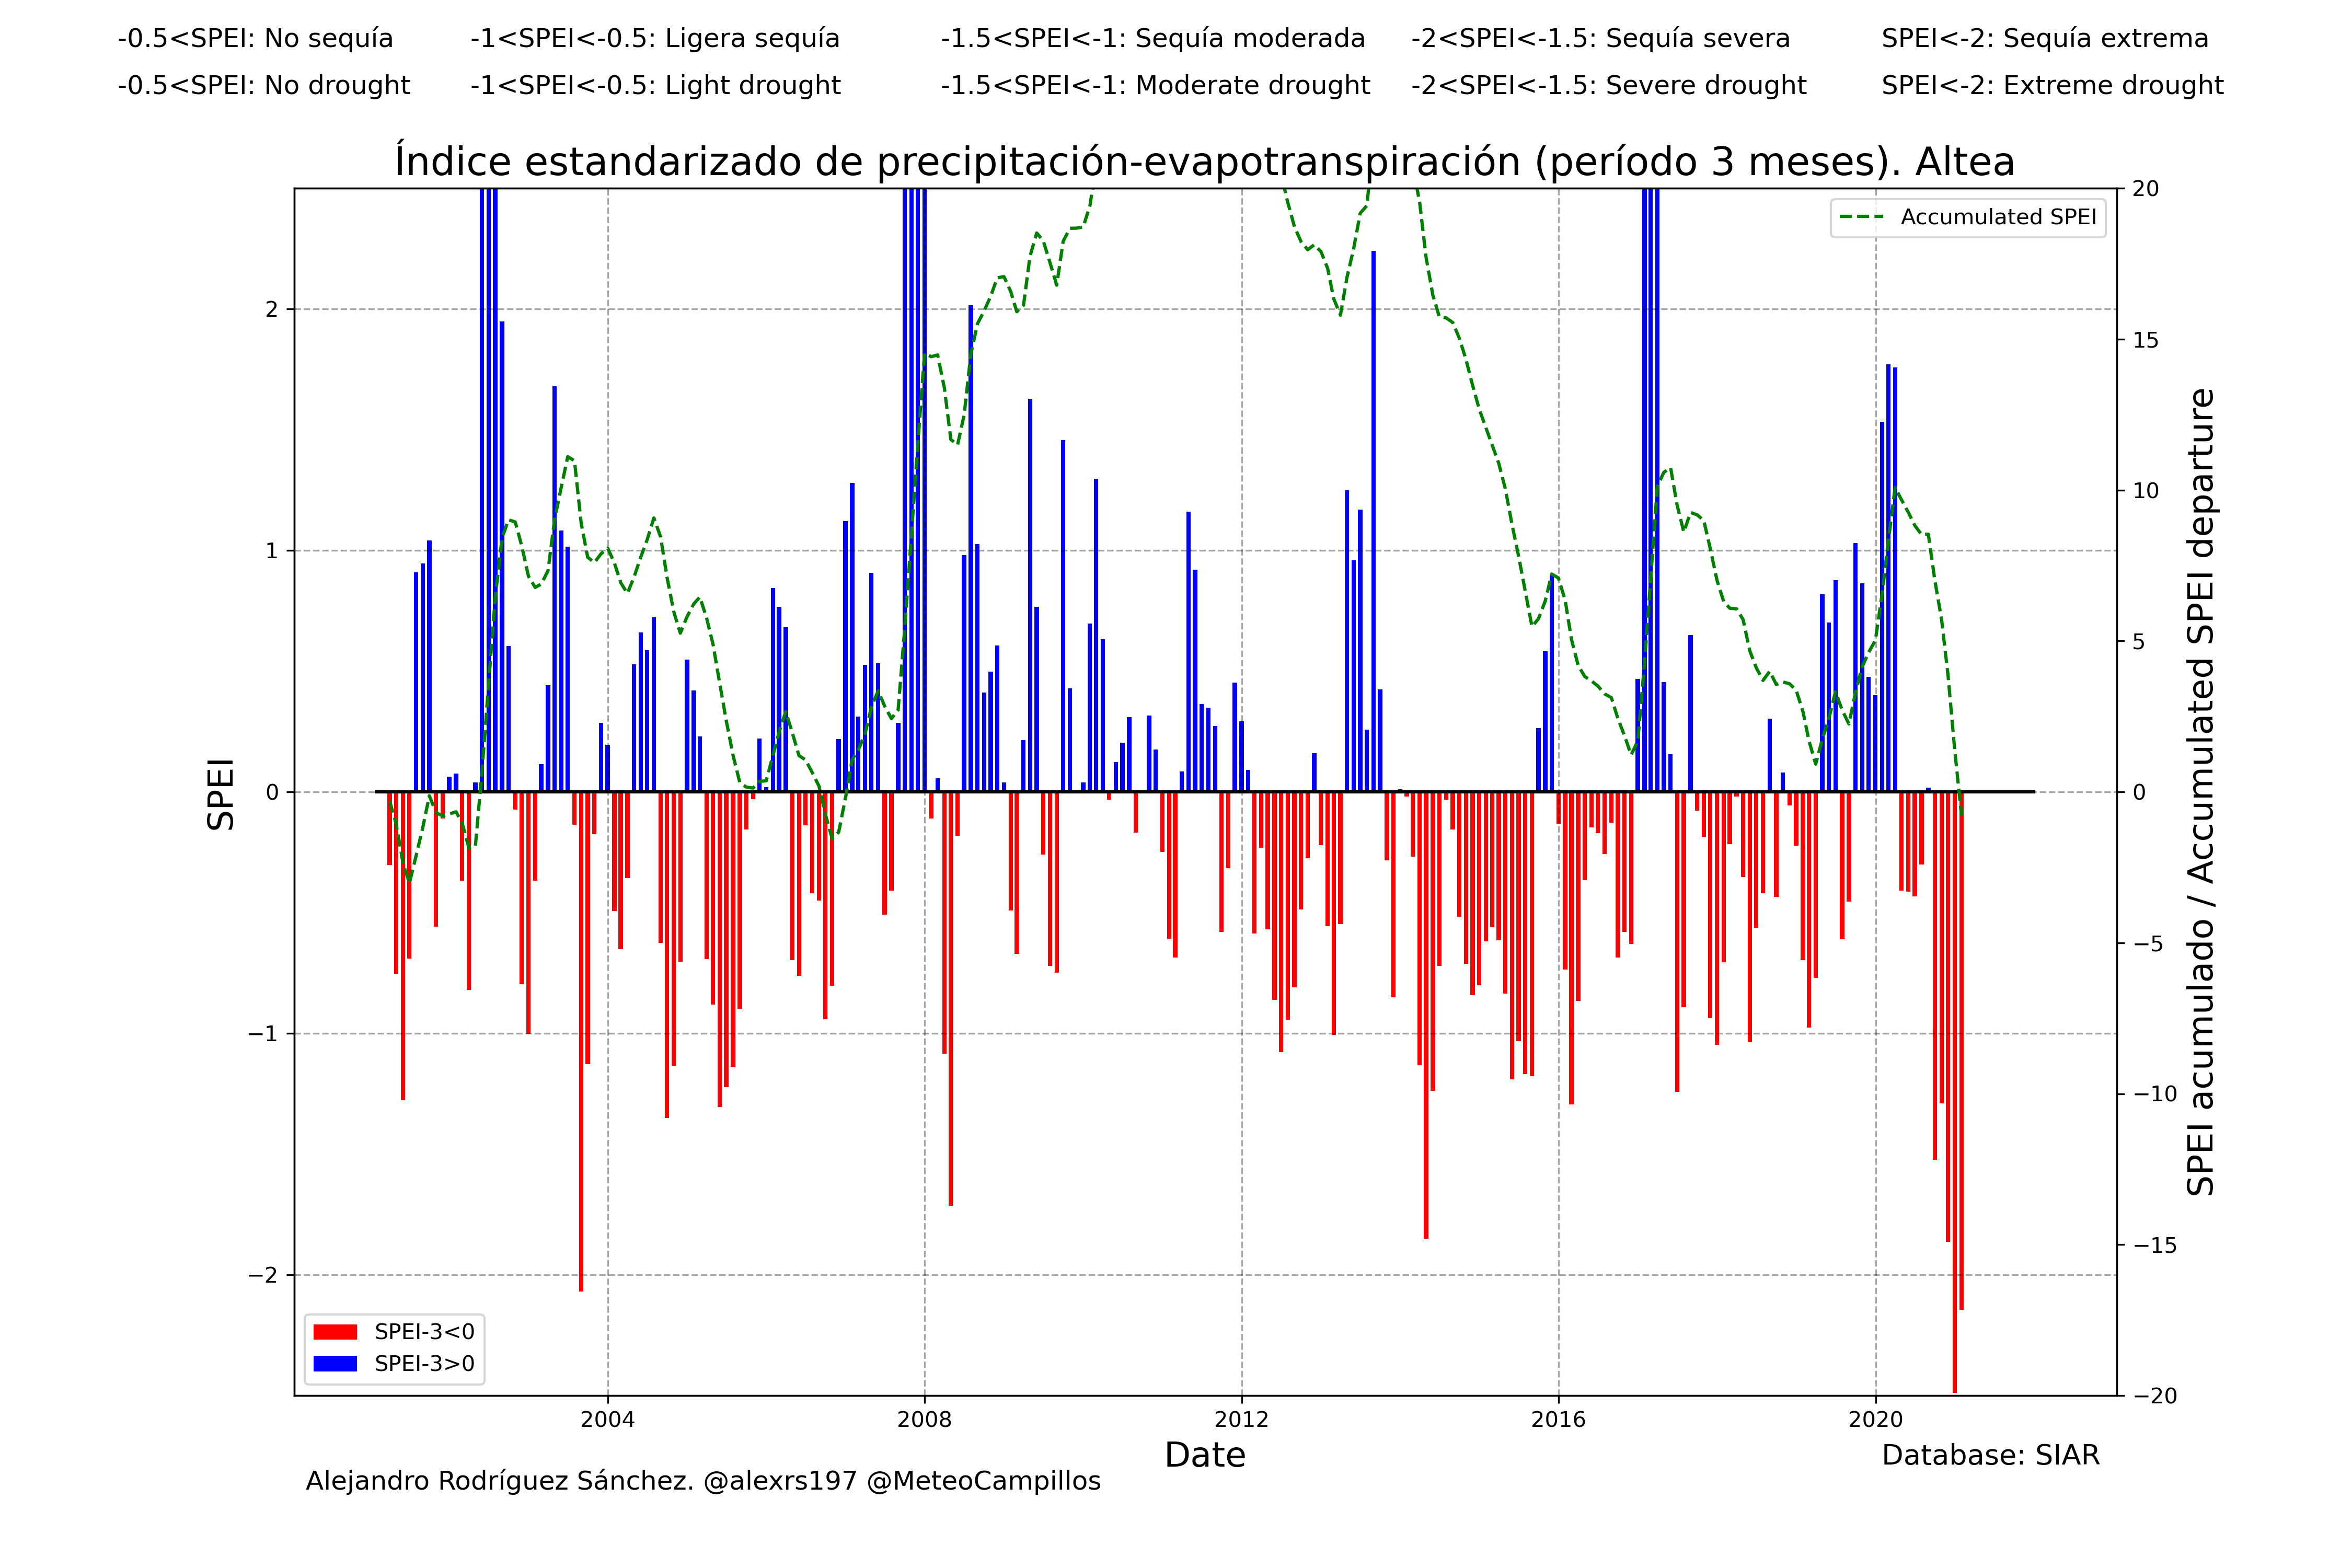 -0.5<SPEI: No sequía -1<SPEI<-0.5: Ligera sequía -1.5<SPEI<-1: Sequía moderada -2<SPEI<-1.5: Sequía severa SPEI<-2: Sequía extrema
-0.5<SPEI: No drought -1<SPEI<-0.5: Light drought -1.5<SPEI<-1: Moderate drought -2<SPEI<-1.5: Severe drought SPEI<-2: Extreme drought
Índice estandarizado de precipitación-evapotranspiración (período 3 meses). Altea
SPEI
2
1
0
−1
−2
Accumulated SPEI
20
15
10
5
0
−5
−10
−15
−20
SPEI acumulado / Accumulated SPEI departure
SPEI-3<0
SPEI-3>0
2004 2008 2012 2016 2020
Date
Database: SIAR
Alejandro Rodríguez Sánchez. @alexrs197 @MeteoCampillos